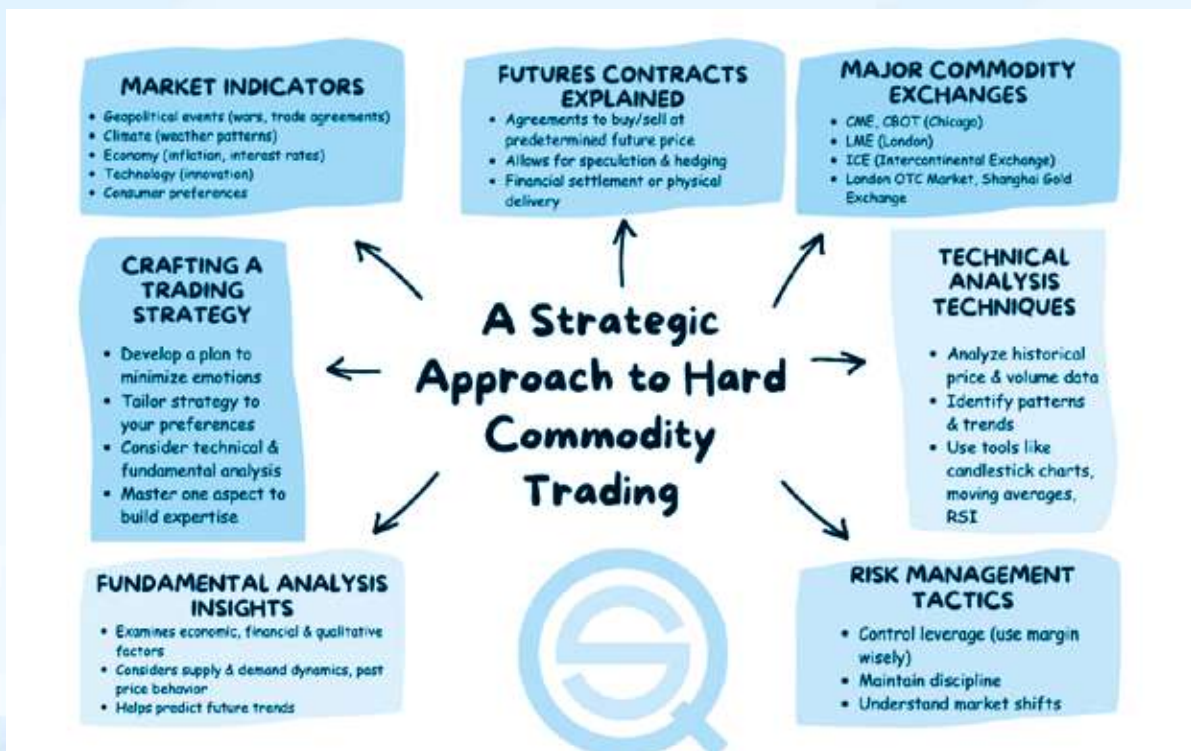 MARKET INDICATORS
• Geopolitical events (wars, trade agreements)
• Climate (weather patterns)
• Economy (inflation, interest rates)
• Technology (innovation)
• Consumer preferences
FUTURES CONTRACTS
EXPLAINED
• Agreements to buy/sell at
predetermined future price
• Allows for speculation & hedging
• Financial settlement or physical
delivery
MAJOR COMMODITY
EXCHANGES
• CME, CBOT (Chicago)
• LME (London)
• ICE (Intercontinental Exchange)
• London OTC Market, Shanghai Gold
Exchange
CRAFTING A
TRADING
STRATEGY
• Develop a plan to
minimize emotions
• Tailor strategy to
your preferences
• Consider technical &
fundamental analysis
• Master one aspect to
build expertise
A Strategic
Approach to Hard
Commodity
Trading
TECHNICAL
ANALYSIS
TECHNIQUES
• Analyze historical
price & volume data
• Identify patterns
& trends
• Use tools like
candlestick charts,
moving averages,
RSI
FUNDAMENTAL ANALYSIS
INSIGHTS
• Examines economic, financial & qualitative
factors
• Considers supply & demand dynamics, past
price behavior
• Helps predict future trends
RISK MANAGEMENT
TACTICS
• Control leverage (use margin
wisely)
• Maintain discipline
• Understand market shifts